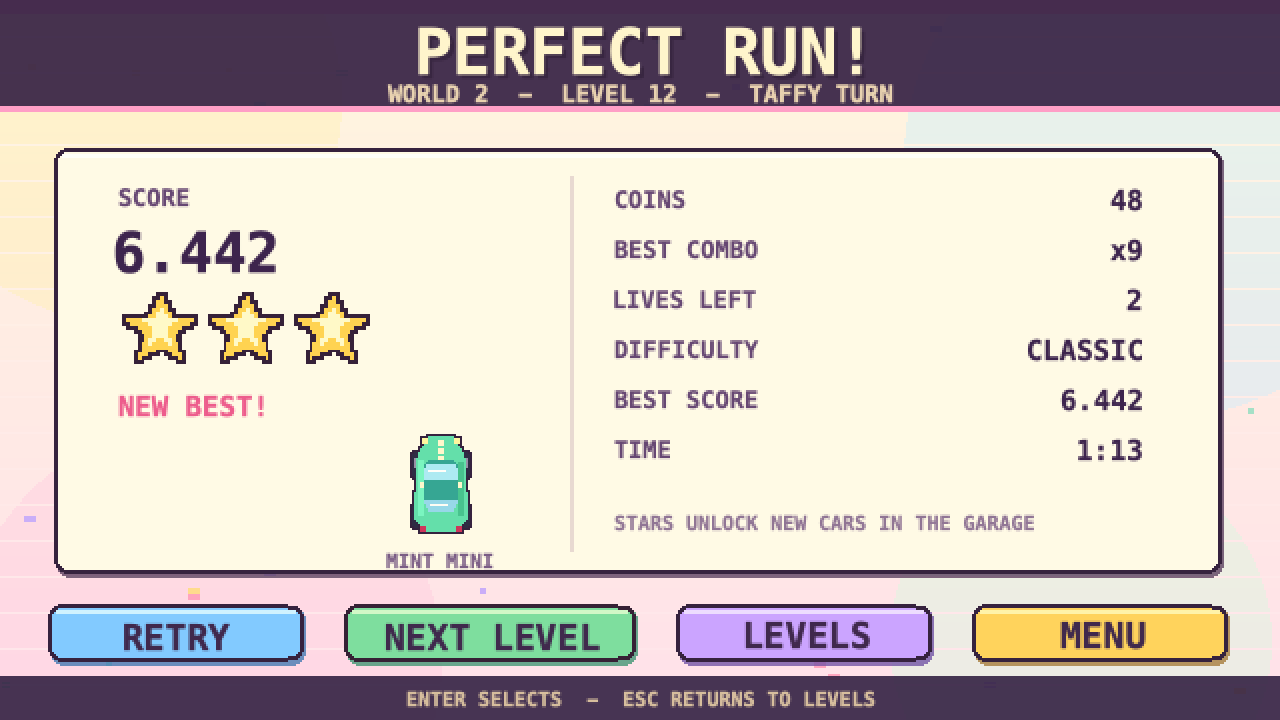 PERFECT RUN!
WORLD 2 – LEVEL 12 – TAFFY TURN
SCORE
6.442
NEW BEST!
MINT MINI
COINS 48
BEST COMBO x9
LIVES LEFT 2
DIFFICULTY CLASSIC
BEST SCORE 6.442
TIME 1:13
STARS UNLOCK NEW CARS IN THE GARAGE
RETRY NEXT LEVEL LEVELS MENU
ENTER SELECTS – ESC RETURNS TO LEVELS